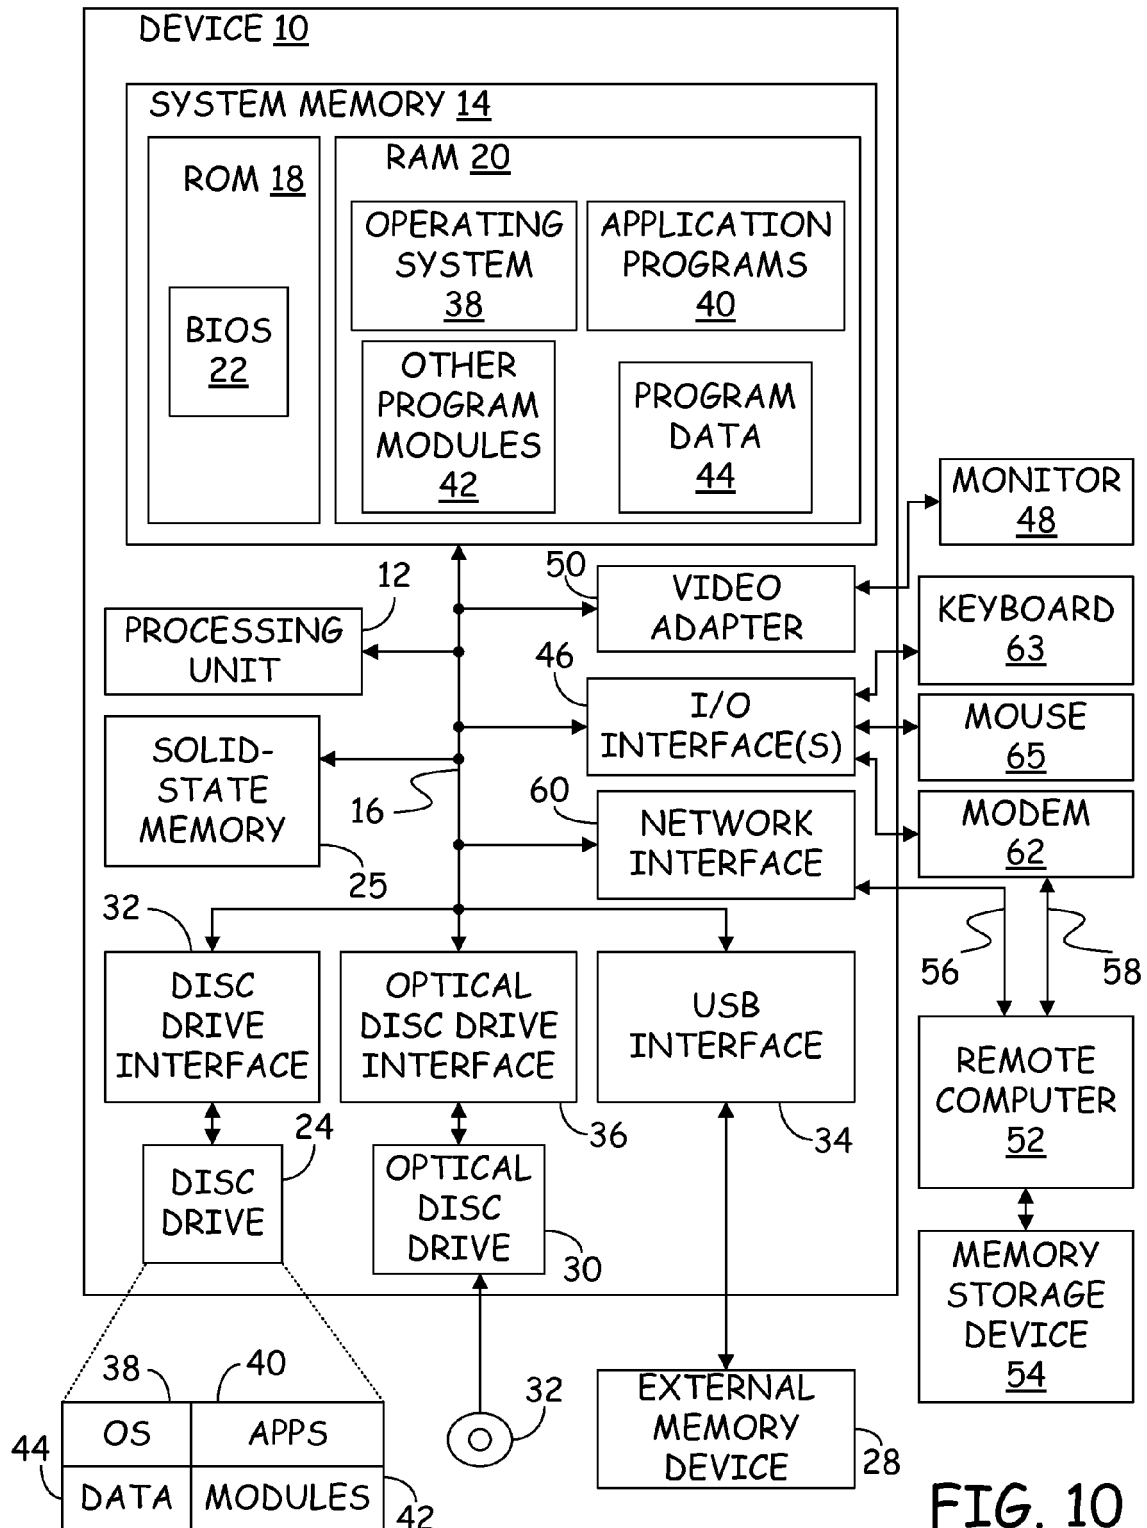 DEVICE 10
SYSTEM MEMORY 14
ROM 18
BIOS
22
RAM 20
OPERATING
SYSTEM
38
APPLICATION
PROGRAMS
40
OTHER
PROGRAM
MODULES
42
PROGRAM
DATA
44
MONITOR
48
50
VIDEO
ADAPTER
12
PROCESSING
UNIT
KEYBOARD
63
46
I/O
INTERFACE(S)
MOUSE
65
SOLID-
STATE
MEMORY
25
16
60
NETWORK
INTERFACE
MODEM
62
56
58
32
DISC
DRIVE
INTERFACE
OPTICAL
DISC DRIVE
INTERFACE
36
USB
INTERFACE
34
REMOTE
COMPUTER
52
24
DISC
DRIVE
OPTICAL
DISC
DRIVE
30
MEMORY
STORAGE
DEVICE
54
38
40
OS
APPS
44
DATA
MODULES
42
32
EXTERNAL
MEMORY
DEVICE
28
FIG. 10